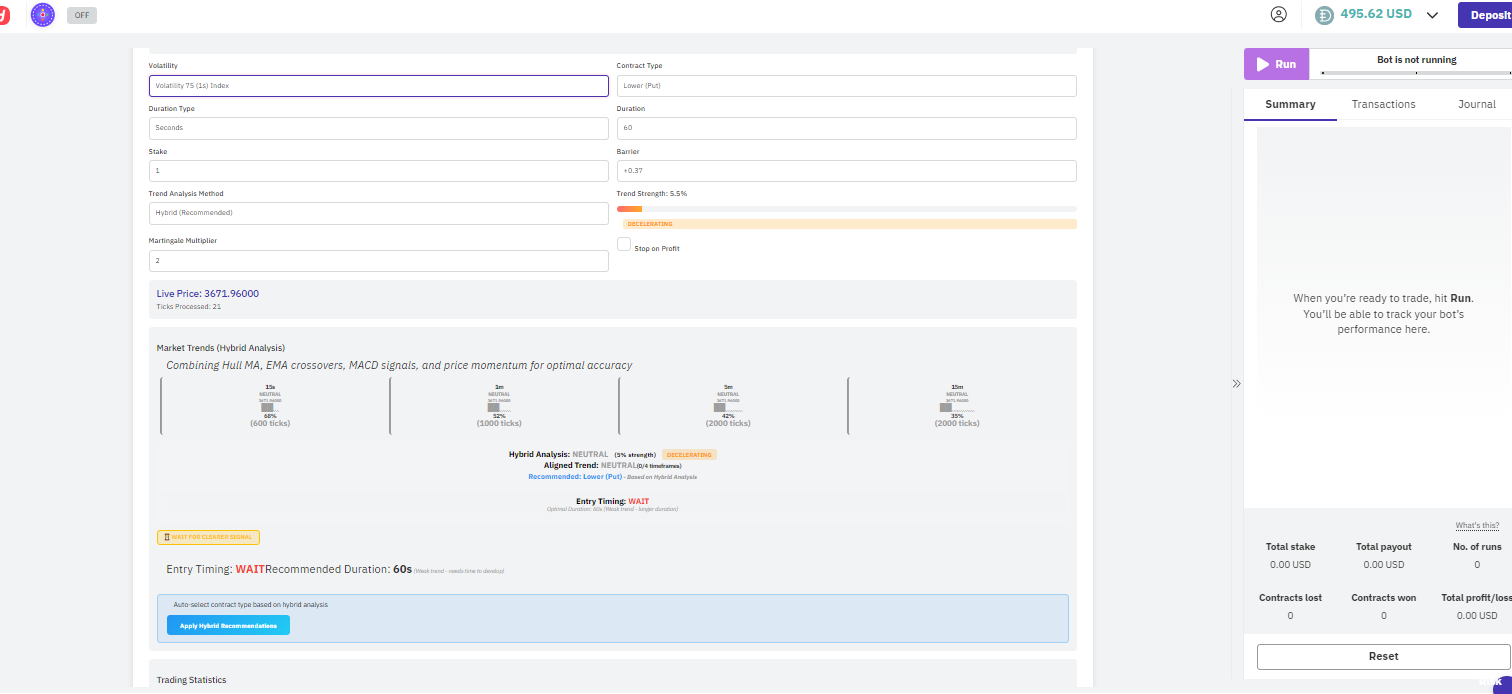 OFF
495.62 USD
Deposit
Volatility
Contract Type
Volatility 75 (1s) Index
Lower (Put)
Duration Type
Duration
Seconds
60
Stake
Barrier
1
+0.37
Trend Analysis Method
Trend Strength: 5.5%
Hybrid (Recommended)
DECELERATING
Martingale Multiplier
Stop on Profit
2
Live Price: 3671.96000
Ticks Processed: 21
Market Trends (Hybrid Analysis)
Combining Hull MA, EMA crossovers, MACD signals, and price momentum for optimal accuracy
15s
NEUTRAL
3671.96000
68%
(600 ticks)
1m
NEUTRAL
3671.96000
52%
(1000 ticks)
5m
NEUTRAL
3671.96000
42%
(2000 ticks)
15m
NEUTRAL
3671.96000
35%
(2000 ticks)
Hybrid Analysis: NEUTRAL (5% strength) DECELERATING
Aligned Trend: NEUTRAL(0/4 timeframes)
Recommended: Lower (Put) - Based on Hybrid Analysis
Entry Timing: WAIT
Optimal Duration: 60s (Weak trend - longer duration)
WAIT FOR CLEARER SIGNAL
Entry Timing: WAITRecommended Duration: 60s (Weak trend - needs time to develop)
Auto-select contract type based on hybrid analysis
Apply Hybrid Recommendations
Trading Statistics
Run
Bot is not running
Summary
Transactions
Journal
When you're ready to trade, hit Run.
You'll be able to track your bot's
performance here.
What's this?
Total stake
Total payout
No. of runs
0.00 USD
0.00 USD
0
Contracts lost
Contracts won
Total profit/loss
0
0
0.00 USD
Reset